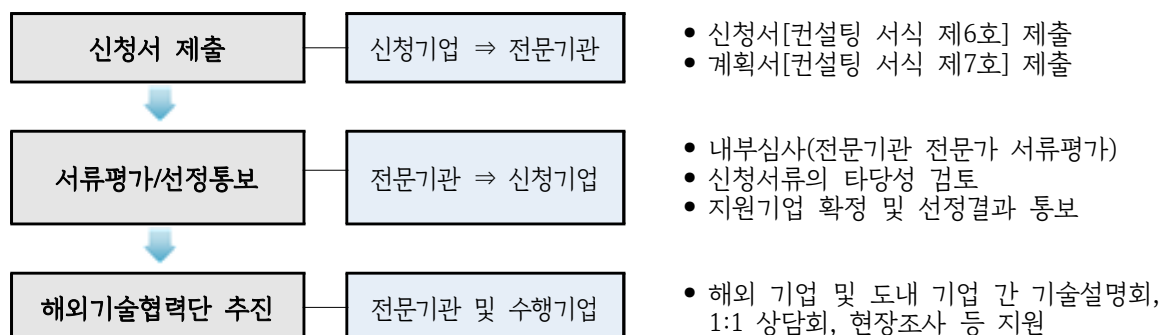 신청서 제출
신청기업 ⇒ 전문기관
• 신청서[컨설팅 서식 제6호] 제출
• 계획서[컨설팅 서식 제7호] 제출
서류평가/선정통보
전문기관 ⇒ 신청기업
• 내부심사(전문기관 전문가 서류평가)
• 신청서류의 타당성 검토
• 지원기업 확정 및 선정결과 통보
해외기술협력단 추진
전문기관 및 수행기업
• 해외 기업 및 도내 기업 간 기술설명회,
1:1 상담회, 현장조사 등 지원